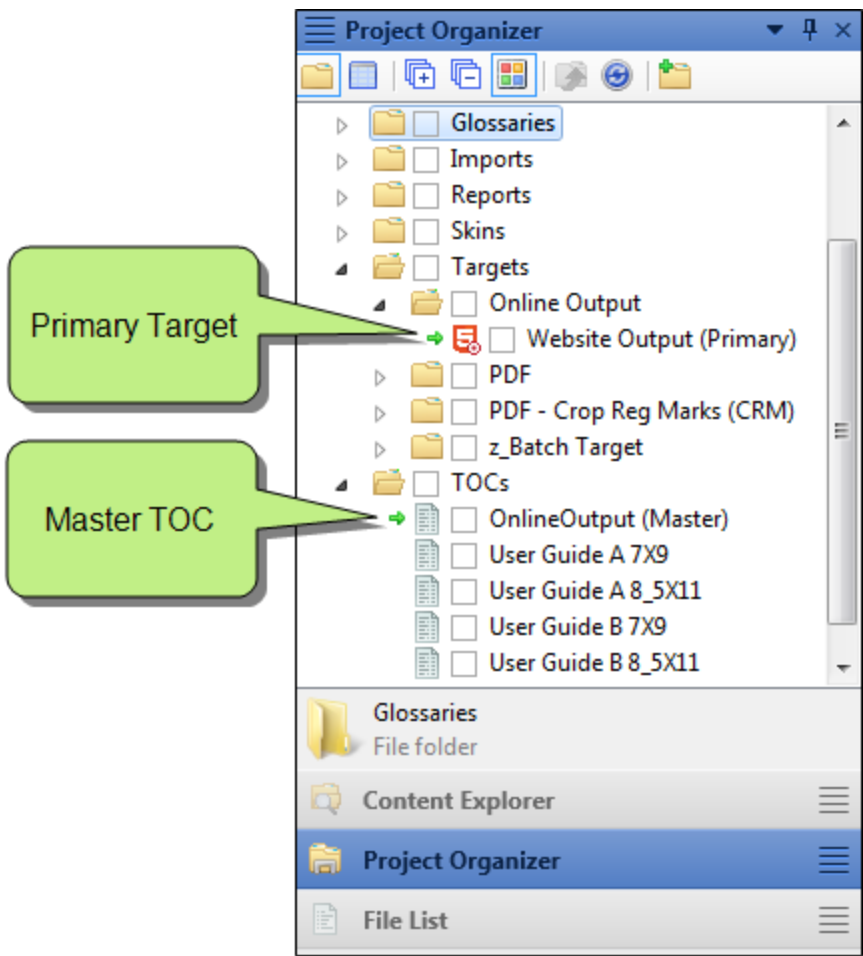 Project Organizer
Glossaries
Imports
Reports
Skins
Targets
Online Output
Primary Target
Website Output (Primary)
PDF
PDF - Crop Reg Marks (CRM)
z_Batch Target
TOCs
Master TOC
OnlineOutput (Master)
User Guide A 7X9
User Guide A 8_5X11
User Guide B 7X9
User Guide B 8_5X11
Glossaries
File folder
Content Explorer
Project Organizer
File List